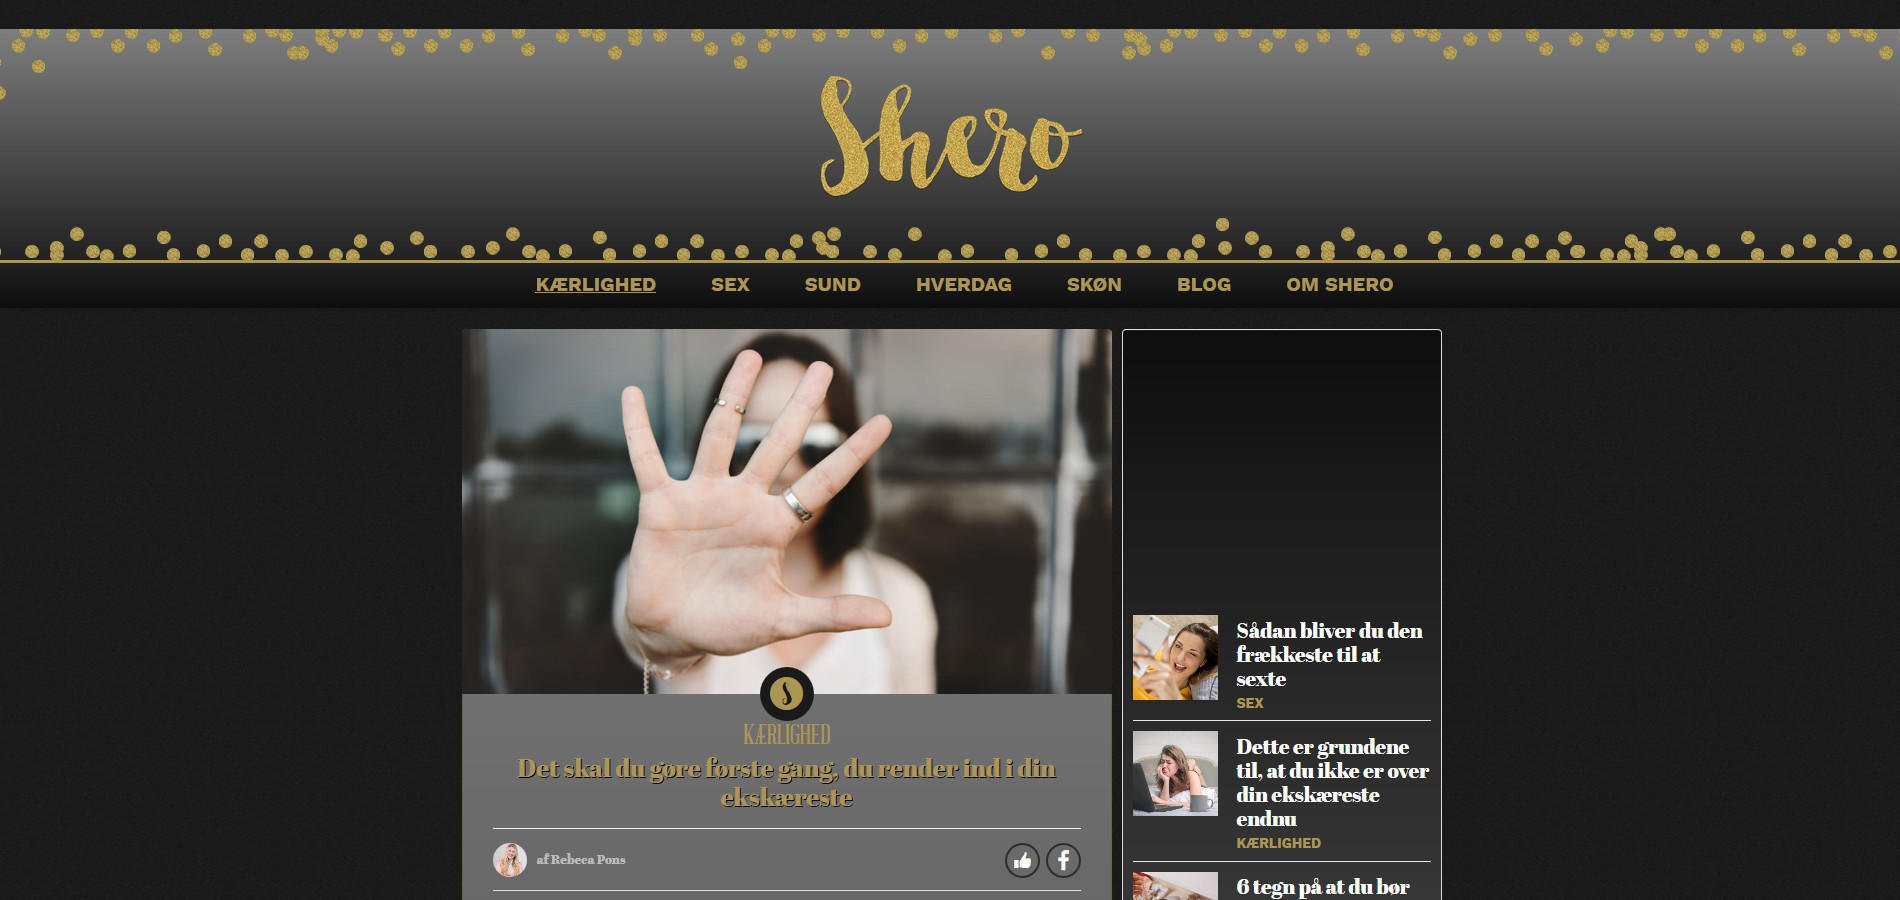 Shero
KÆRLIGHED SEX SUND HVERDAG SKØN BLOG OM SHERO
S
KÆRLIGHED
Det skal du gøre første gang, du render ind i din
ekskæreste
af Rebeca Pons
Sådan bliver du den
frækkeste til at
sexte
SEX
Dette er grundene
til, at du ikke er over
din ekskæreste
endnu
KÆRLIGHED
6 tegn på at du bør